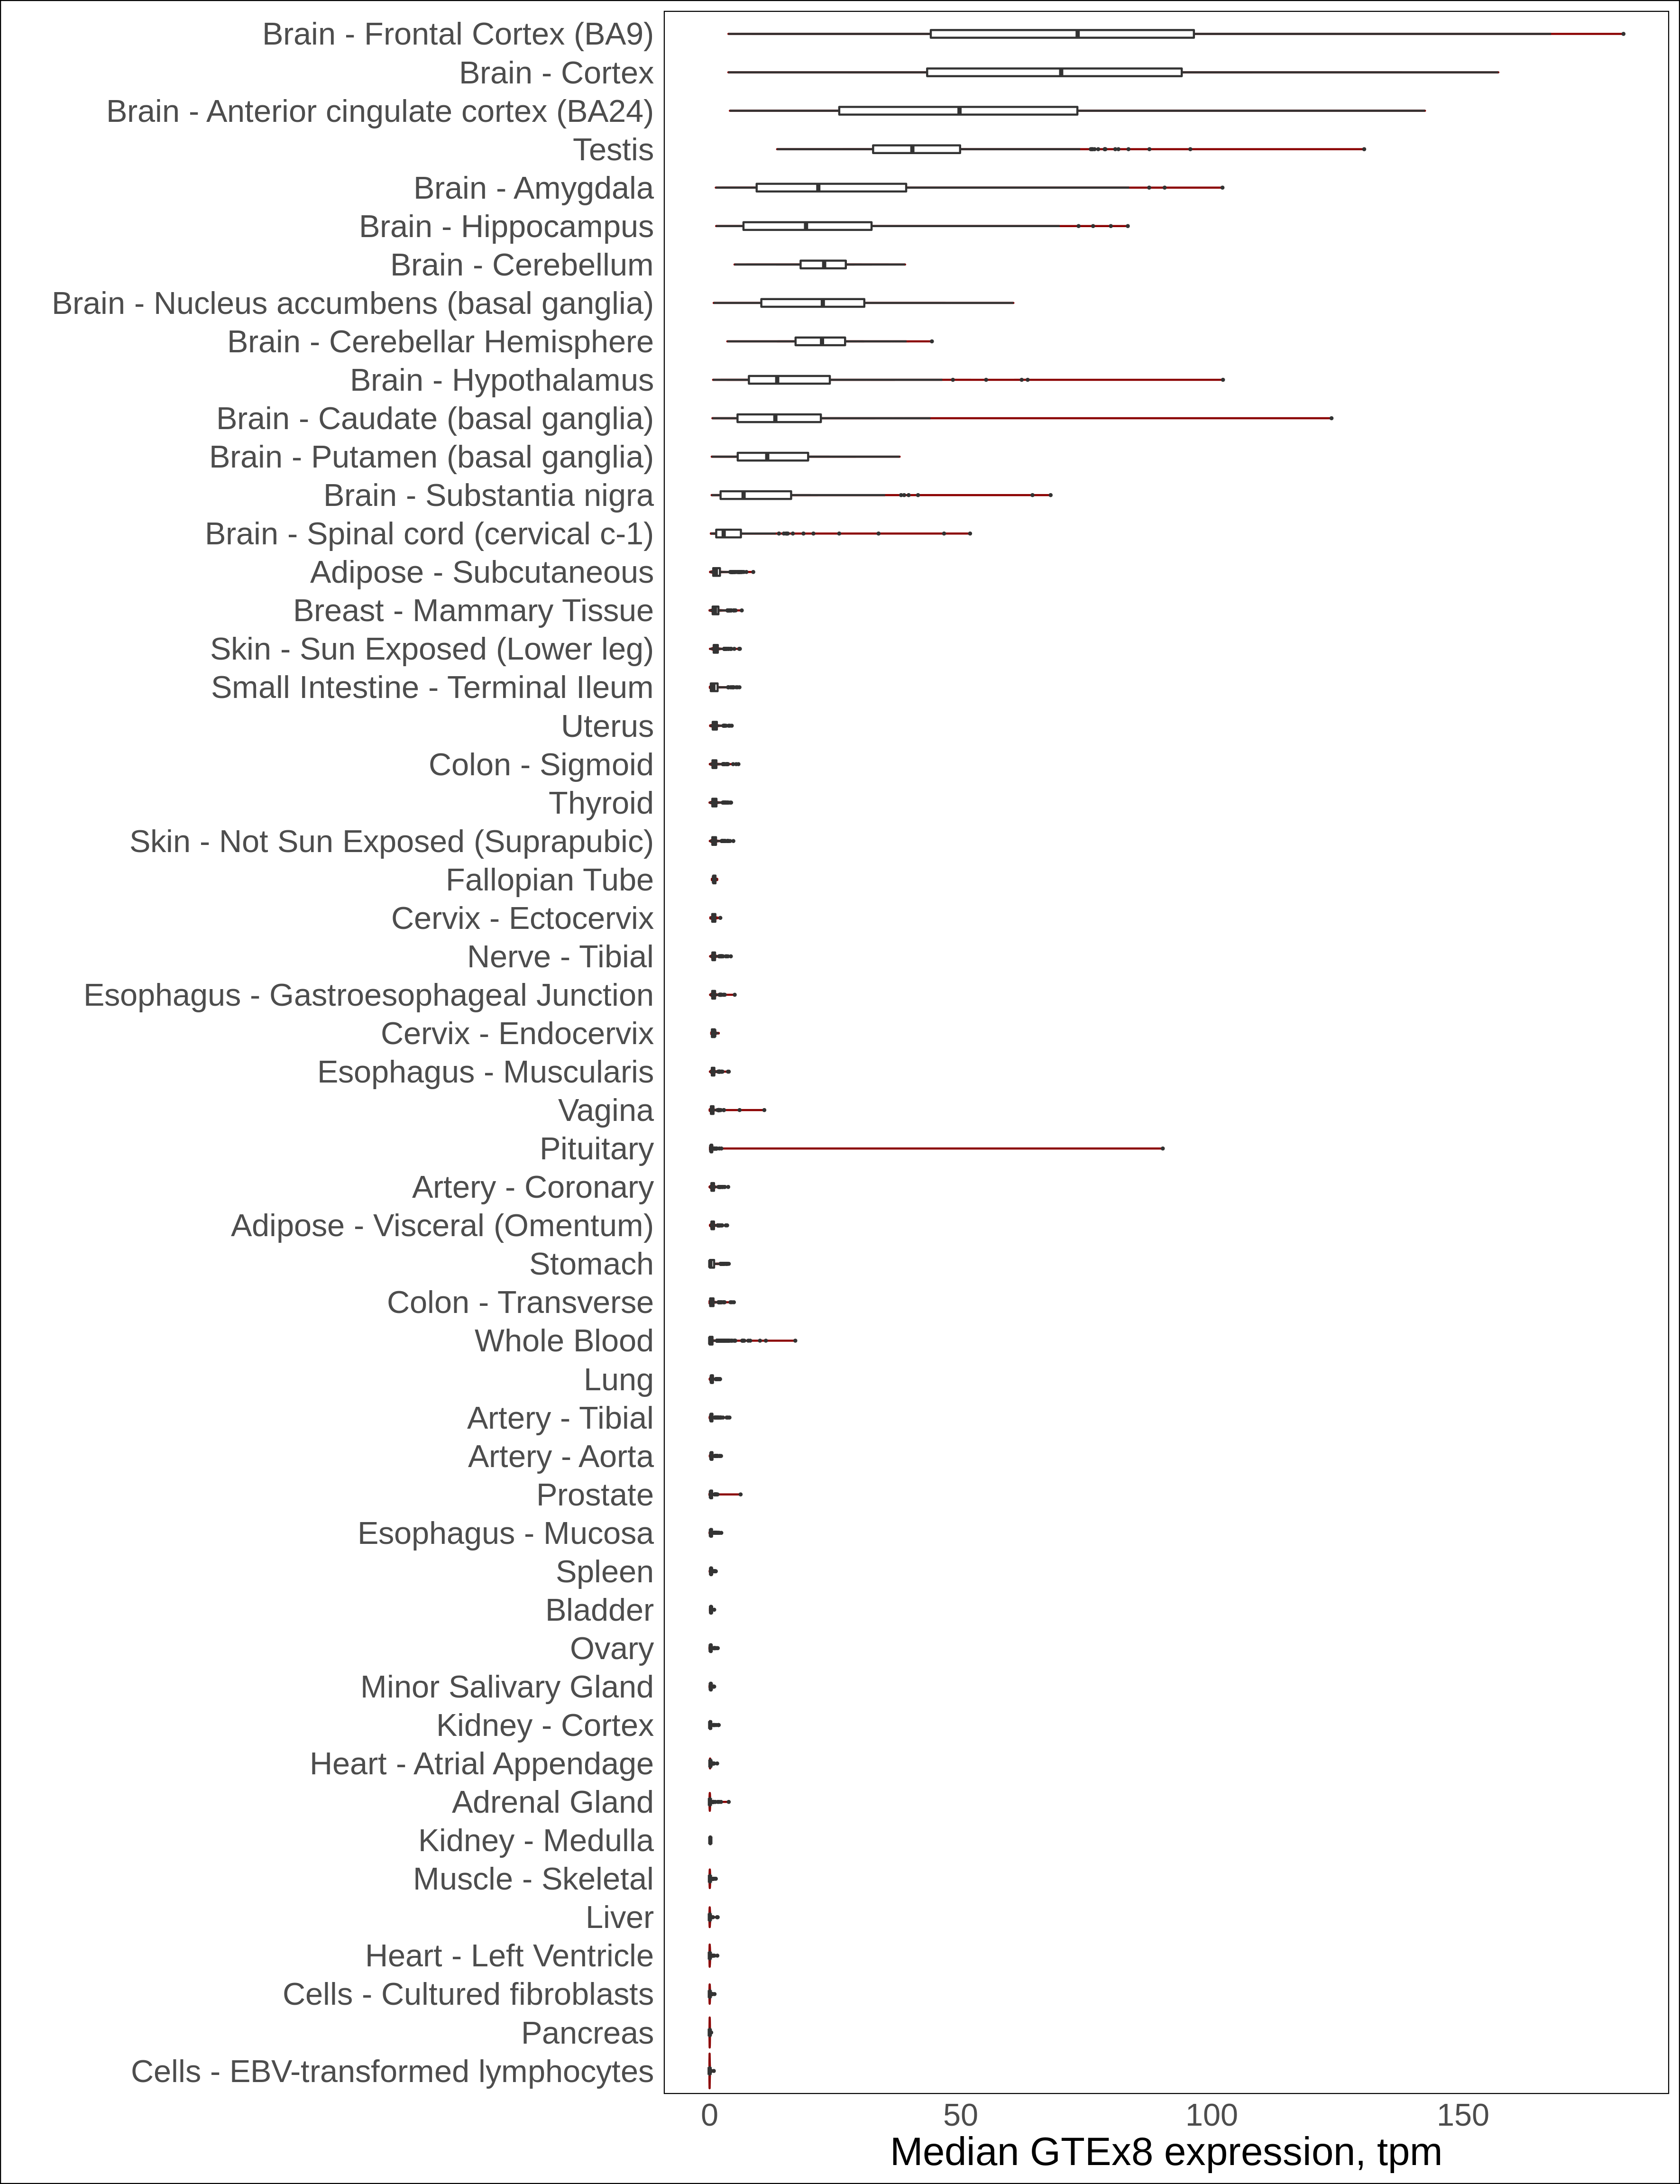 Brain - Frontal Cortex (BA9)
Brain - Cortex
Brain - Anterior cingulate cortex (BA24)
Testis
Brain - Amygdala
Brain - Hippocampus
Brain - Cerebellum
Brain - Nucleus accumbens (basal ganglia)
Brain - Cerebellar Hemisphere
Brain - Hypothalamus
Brain - Caudate (basal ganglia)
Brain - Putamen (basal ganglia)
Brain - Substantia nigra
Brain - Spinal cord (cervical c-1)
Adipose - Subcutaneous
Breast - Mammary Tissue
Skin - Sun Exposed (Lower leg)
Small Intestine - Terminal Ileum
Uterus
Colon - Sigmoid
Thyroid
Skin - Not Sun Exposed (Suprapubic)
Fallopian Tube
Cervix - Ectocervix
Nerve - Tibial
Esophagus - Gastroesophageal Junction
Cervix - Endocervix
Esophagus - Muscularis
Vagina
Pituitary
Artery - Coronary
Adipose - Visceral (Omentum)
Stomach
Colon - Transverse
Whole Blood
Lung
Artery - Tibial
Artery - Aorta
Prostate
Esophagus - Mucosa
Spleen
Bladder
Ovary
Minor Salivary Gland
Kidney - Cortex
Heart - Atrial Appendage
Adrenal Gland
Kidney - Medulla
Muscle - Skeletal
Liver
Heart - Left Ventricle
Cells - Cultured fibroblasts
Pancreas
Cells - EBV-transformed lymphocytes
0 50 100 150
Median GTEx8 expression, tpm